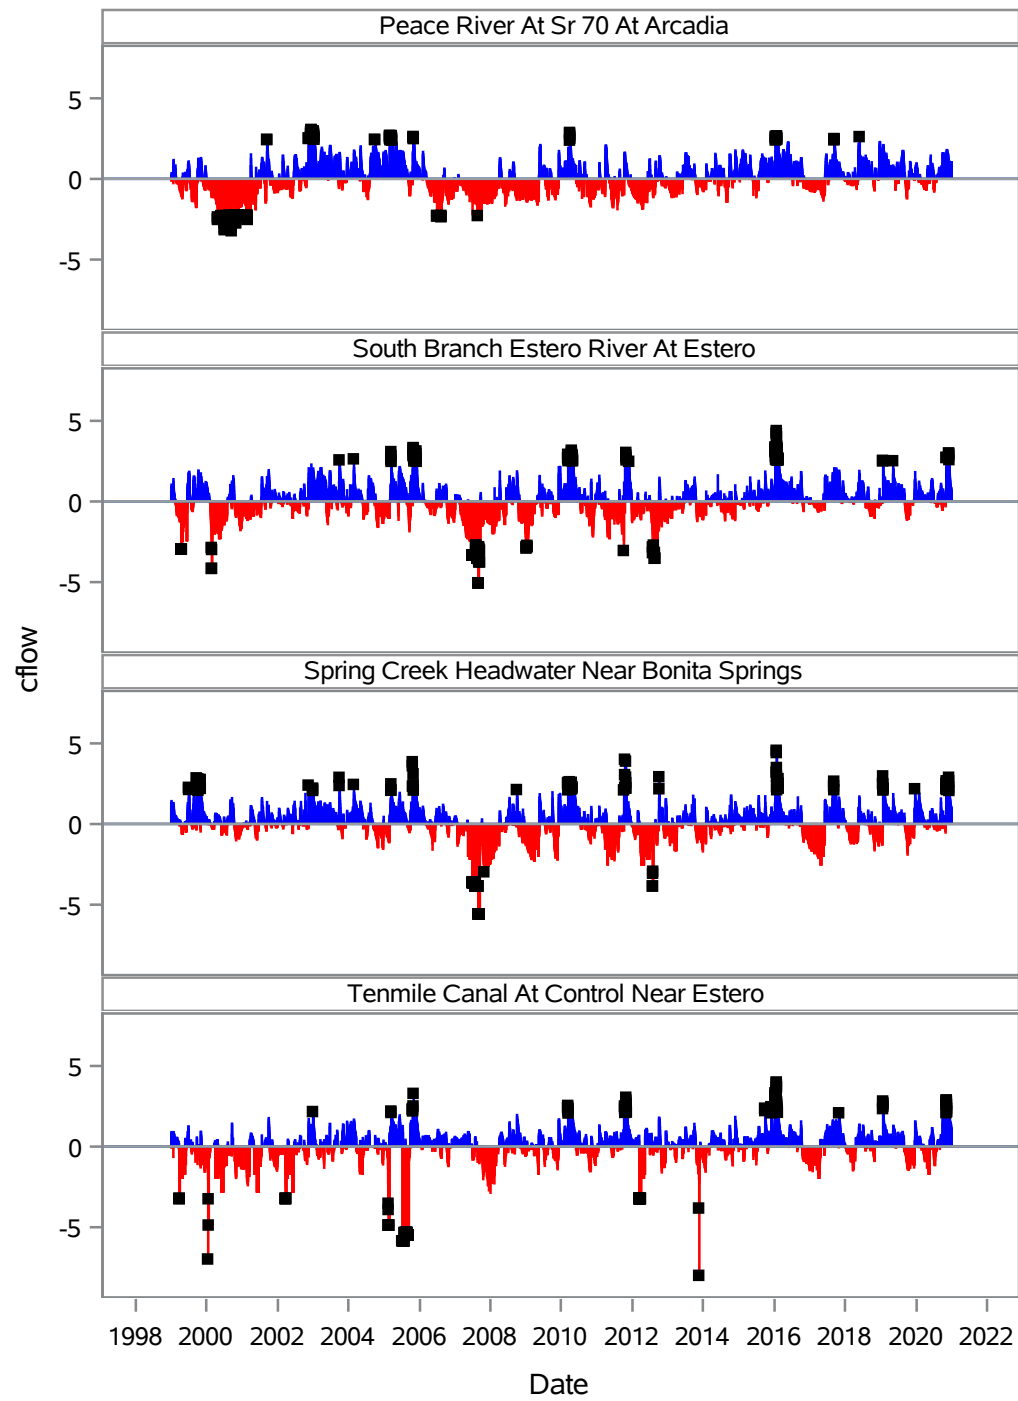 Peace River At Sr 70 At Arcadia
5
0
-5
South Branch Estero River At Estero
5
0
-5
cflow
Spring Creek Headwater Near Bonita Springs
5
0
-5
Tenmile Canal At Control Near Estero
5
0
-5
1998 2000 2002 2004 2006 2008 2010 2012 2014 2016 2018 2020 2022
Date